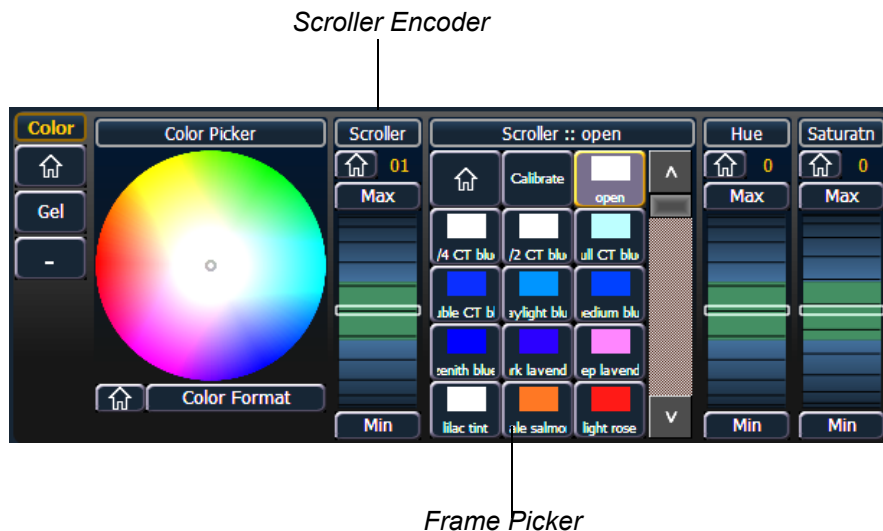 Scroller Encoder
Color
Color Picker
Scroller
Scroller :: open
Hue
Saturatn
01
0
0
Gel
-
Max
Calibrate
open
Max
Max
/4 CT blu
/2 CT blu
ull CT blu
uble CT b
aylight blu
edium blu
zenith blue
rk lavend
ep lavend
Color Format
Min
lilac tint
ale salmo
light rose
Min
Min
Frame Picker